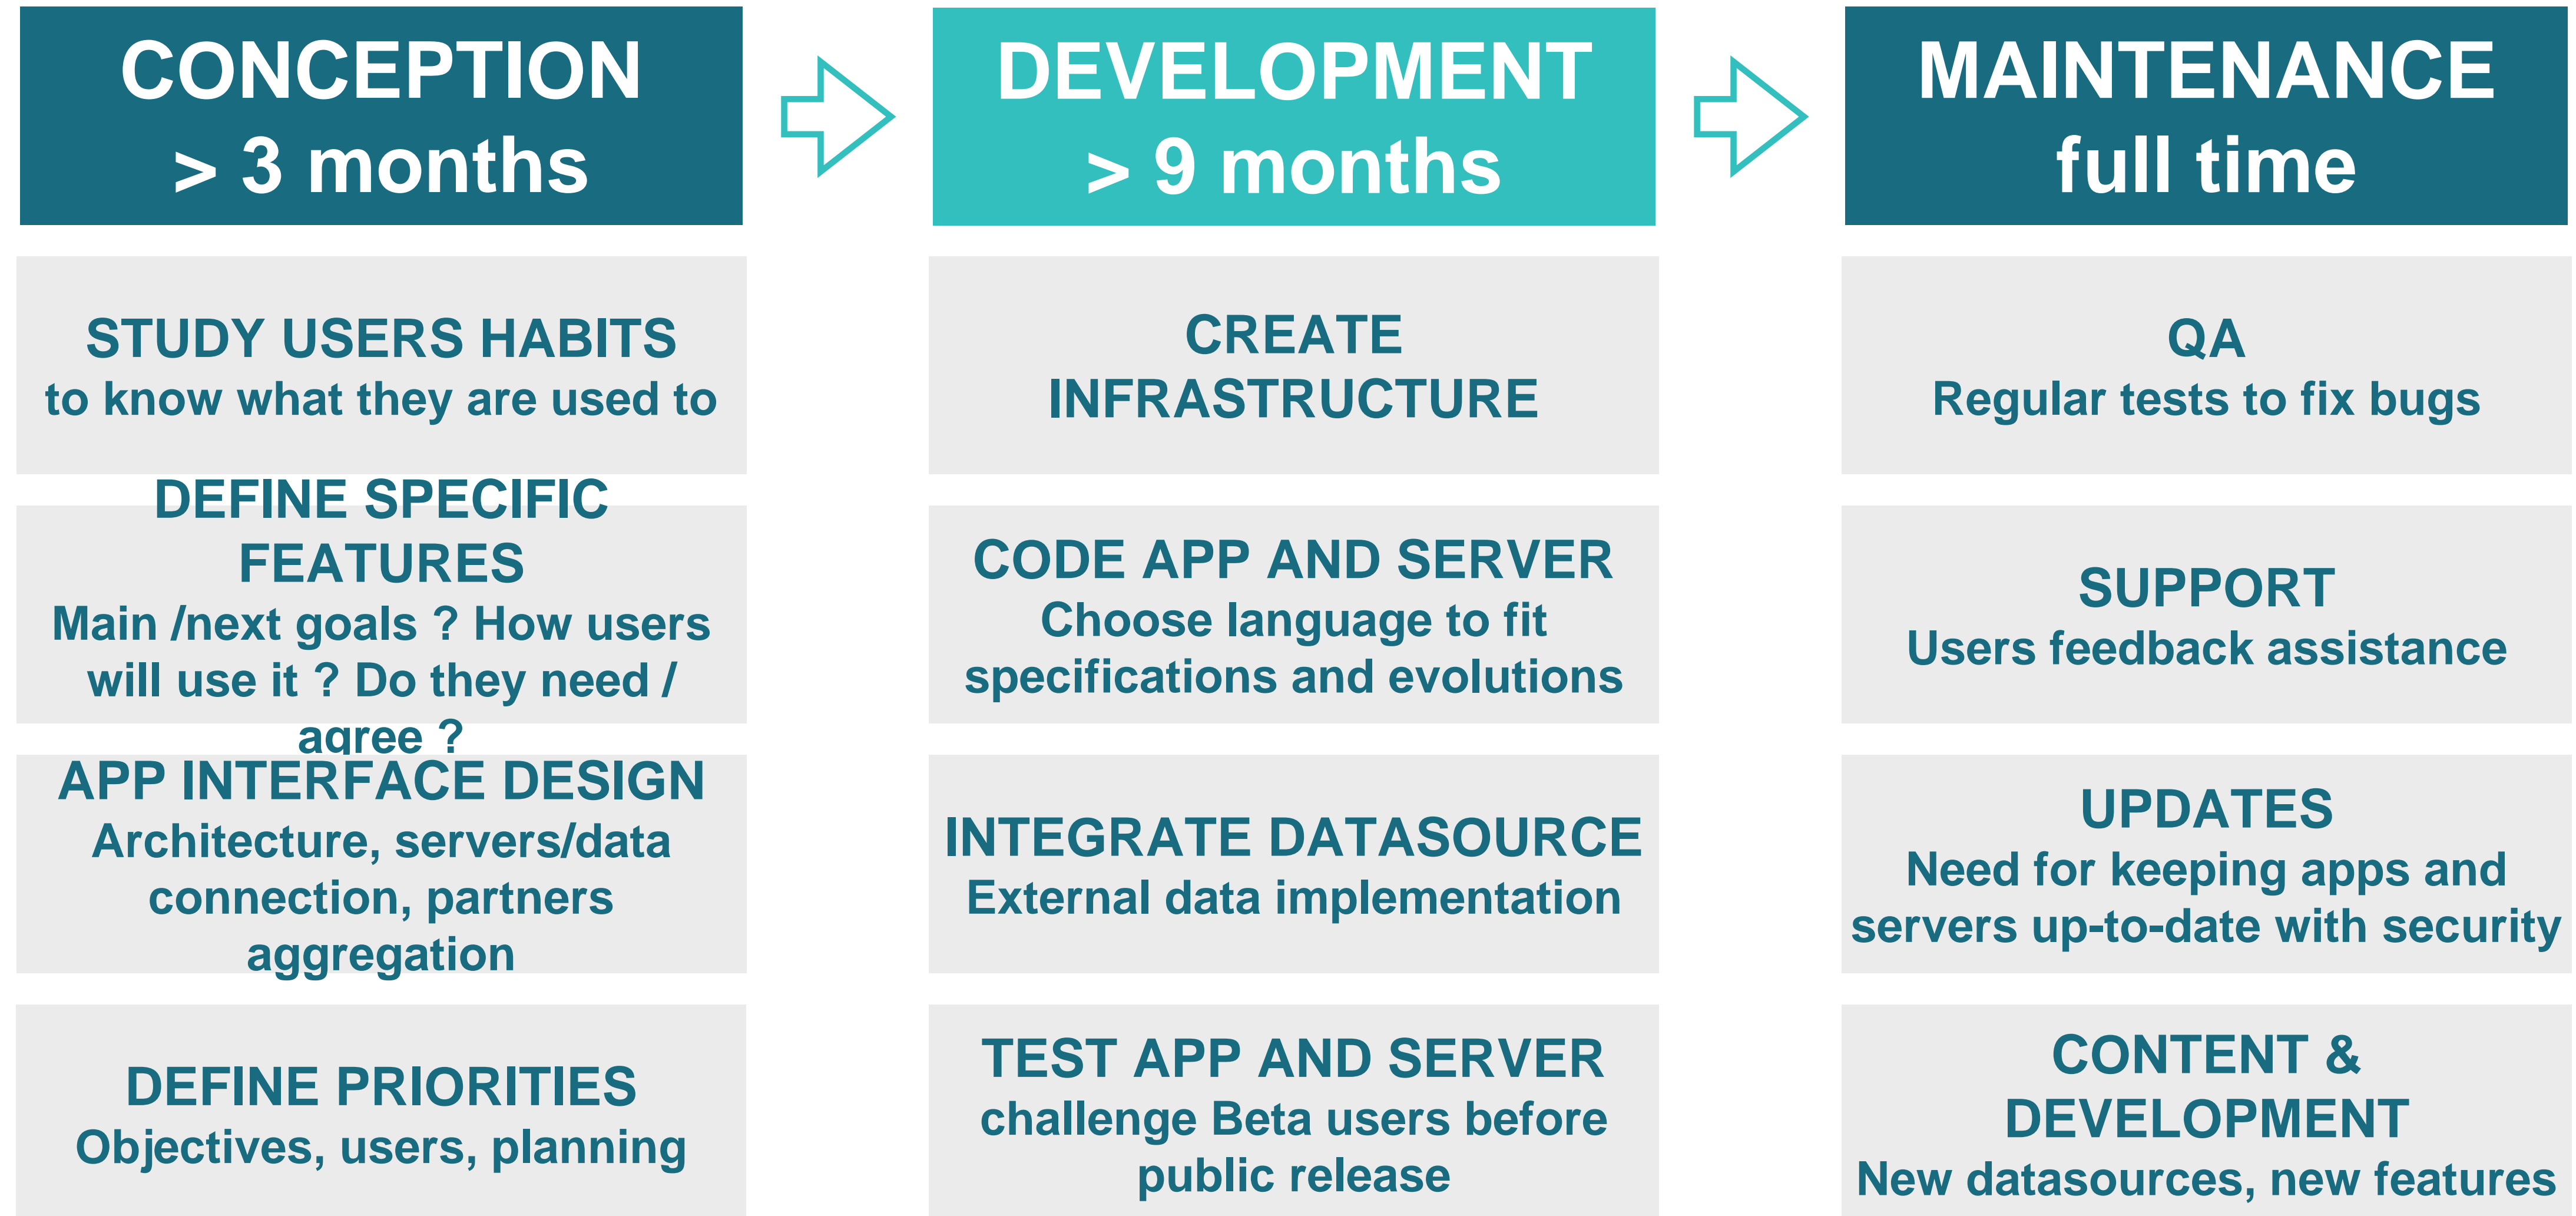 CONCEPTION
> 3 months
STUDY USERS HABITS
to know what they are used to
DEFINE SPECIFIC
FEATURES
Main /next goals ? How users
will use it ? Do they need /
agree ?
APP INTERFACE DESIGN
Architecture, servers/data
connection, partners
aggregation
DEFINE PRIORITIES
Objectives, users, planning
DEVELOPMENT
> 9 months
CREATE
INFRASTRUCTURE
CODE APP AND SERVER
Choose language to fit
specifications and evolutions
INTEGRATE DATASOURCE
External data implementation
TEST APP AND SERVER
challenge Beta users before
public release
MAINTENANCE
full time
QA
Regular tests to fix bugs
SUPPORT
Users feedback assistance
UPDATES
Need for keeping apps and
servers up-to-date with security
CONTENT &
DEVELOPMENT
New datasources, new features